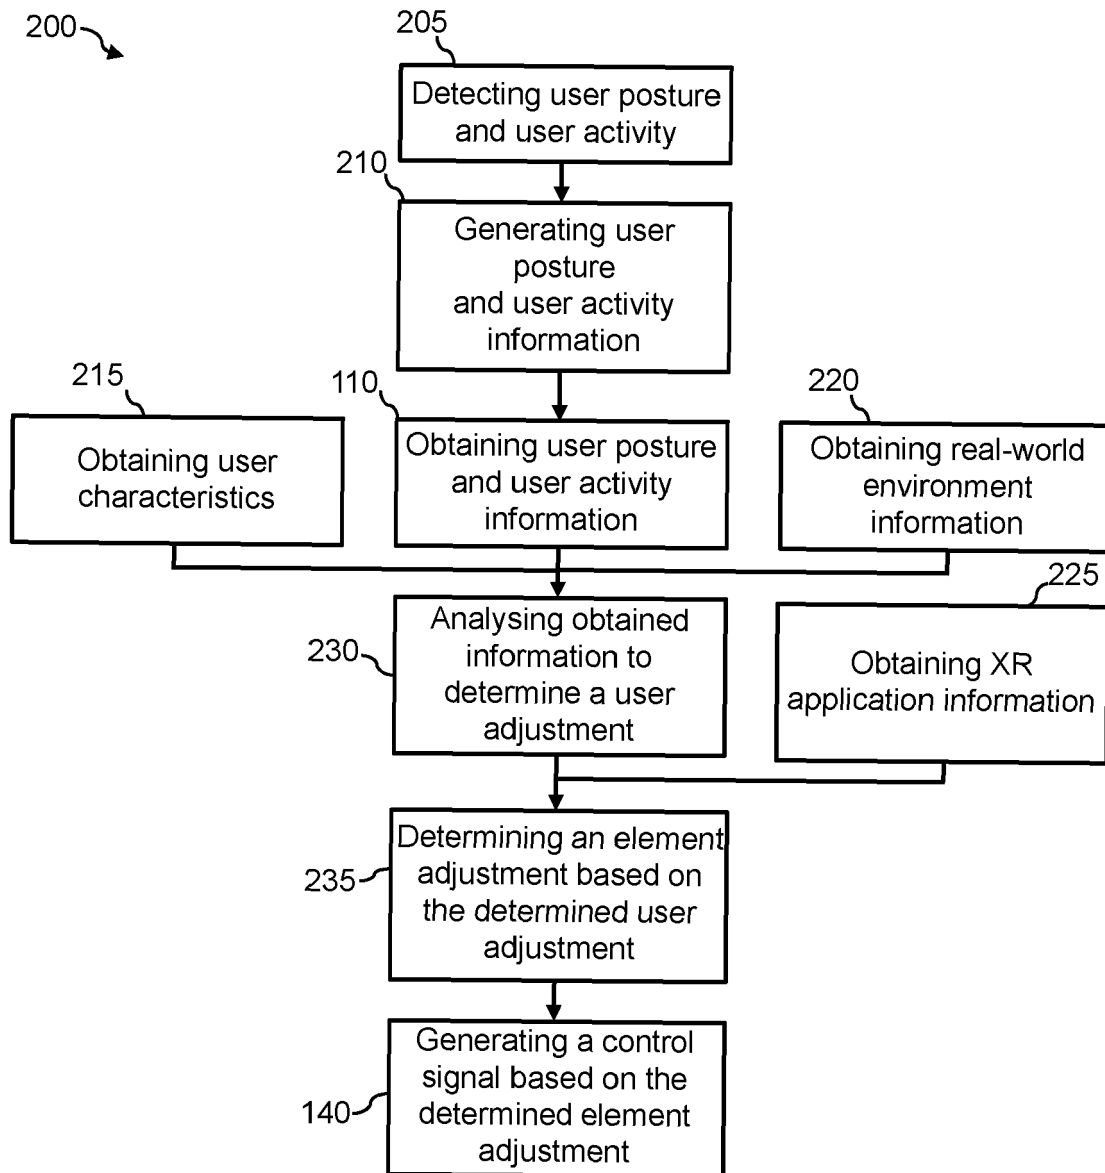 200
205
Detecting user posture
and user activity
210
Generating user
posture
and user activity
information
215
Obtaining user
characteristics
110
Obtaining user posture
and user activity
information
220
Obtaining real-world
environment
information
230
Analysing obtained
information to
determine a user
adjustment
225
Obtaining XR
application information
235
Determining an element
adjustment based on
the determined user
adjustment
140
Generating a control
signal based on the
determined element
adjustment